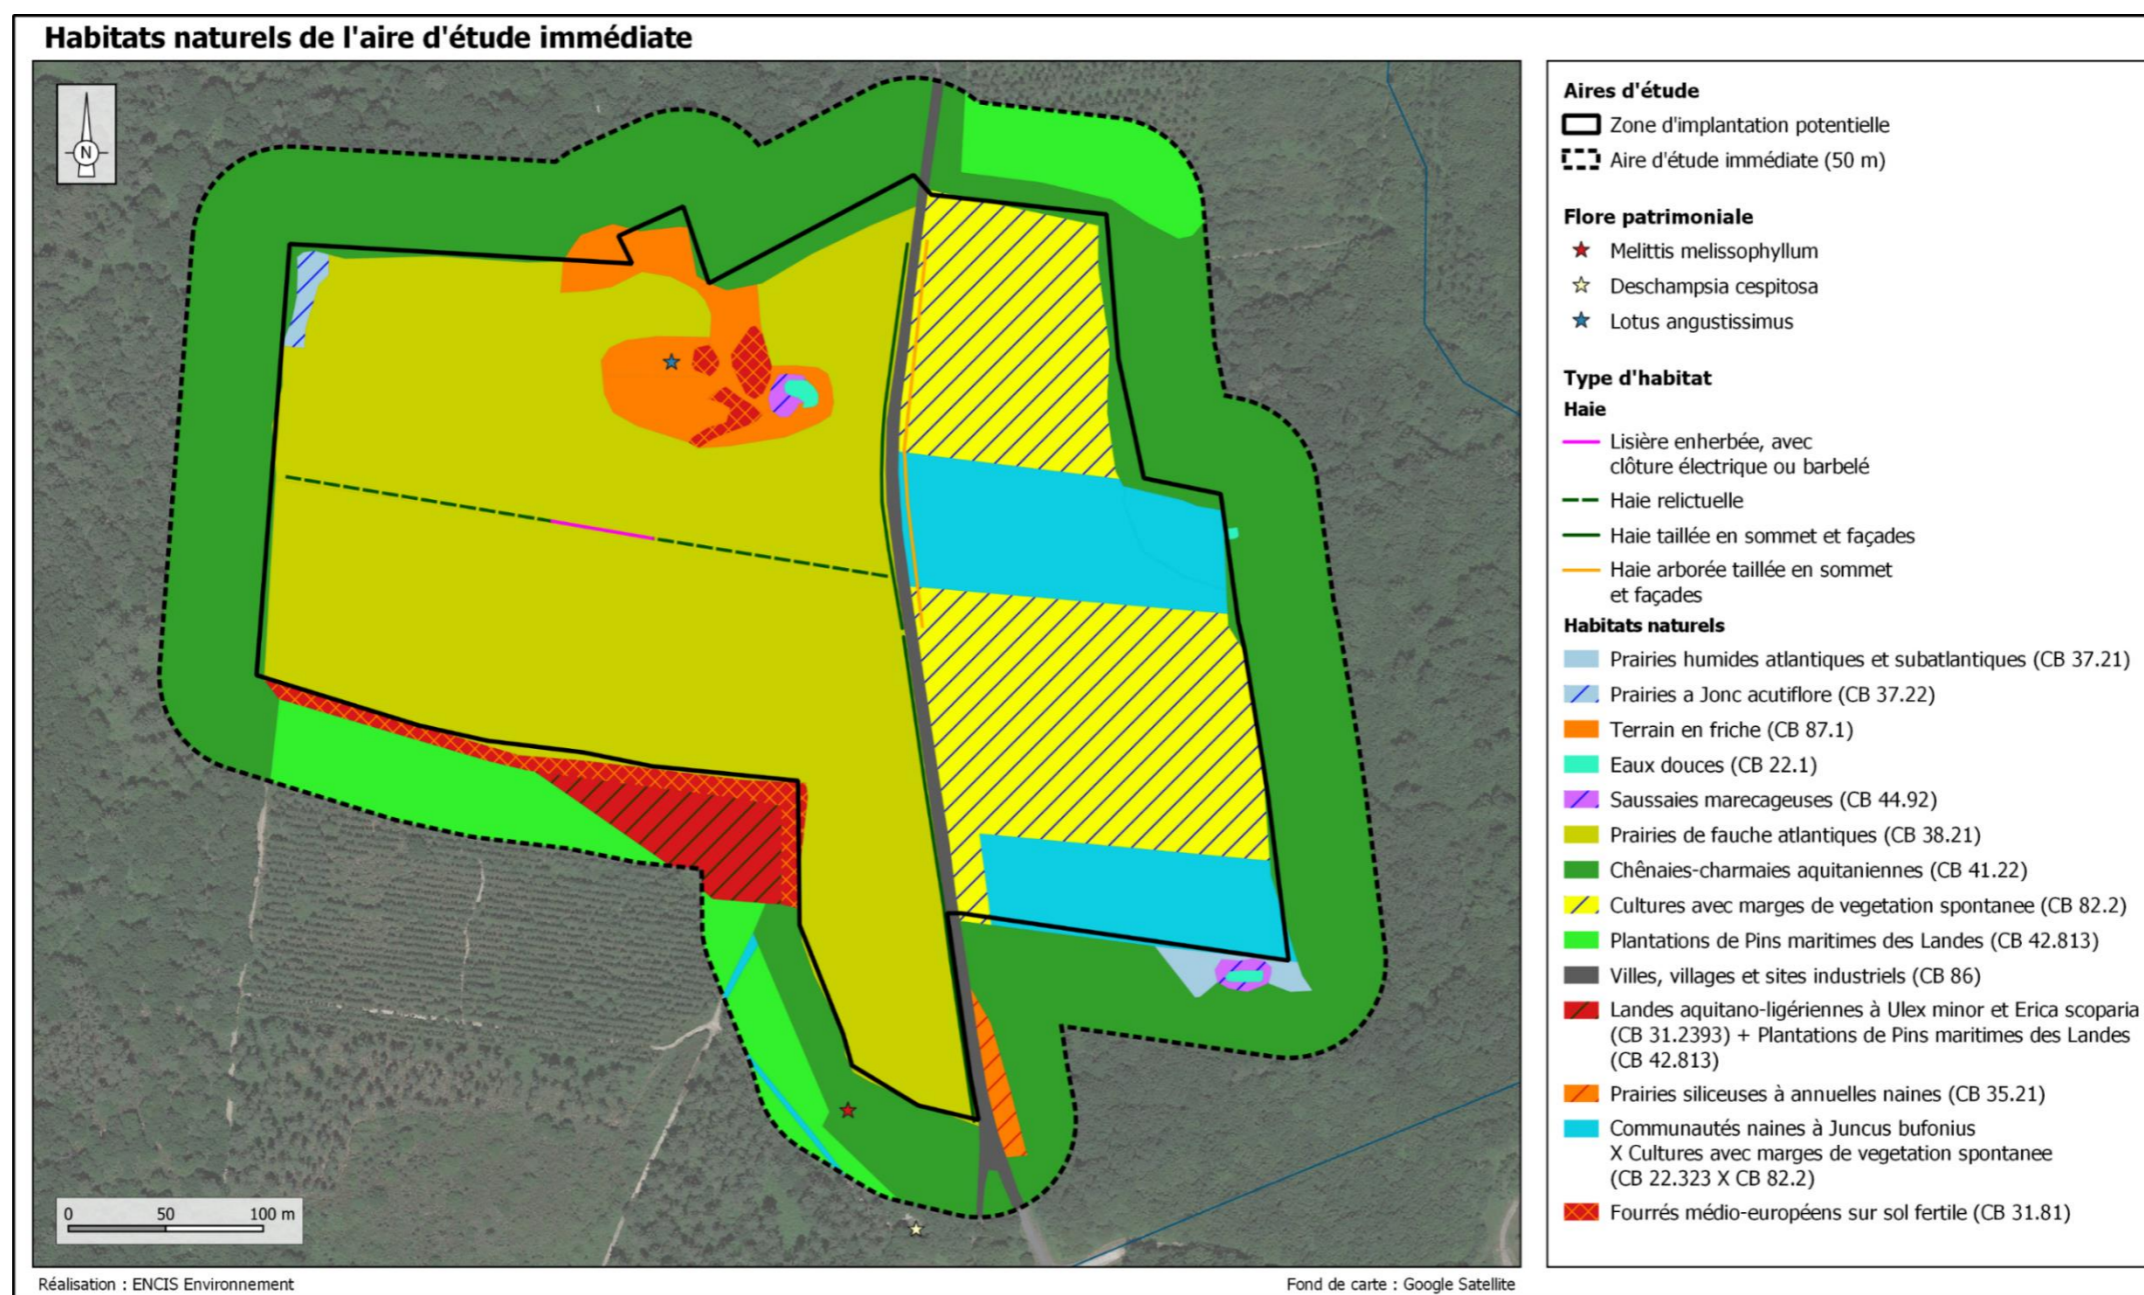 Habitats naturels de l'aire d'étude immédiate
N
0 50 100 m
Réalisation : ENCIS Environnement
Fond de carte : Google Satellite
Aires d'étude
Zone d'implantation potentielle
Aire d'étude immédiate (50 m)
Flore patrimoniale
Melittis melissophyllum
Deschampsia cespitosa
Lotus angustissimus
Type d'habitat
Haie
Lisière enherbée, avec
clôture électrique ou barbelé
Haie relictuelle
Haie taillée en sommet et façades
Haie arborée taillée en sommet
et façades
Habitats naturels
Prairies humides atlantiques et subatlantiques (CB 37.21)
Prairies a Jonc acutiflore (CB 37.22)
Terrain en friche (CB 87.1)
Eaux douces (CB 22.1)
Saussaies marecageuses (CB 44.92)
Prairies de fauche atlantiques (CB 38.21)
Chênaies-charmaies aquitaniennes (CB 41.22)
Cultures avec marges de vegetation spontanee (CB 82.2)
Plantations de Pins maritimes des Landes (CB 42.813)
Villes, villages et sites industriels (CB 86)
Landes aquitano-ligériennes à Ulex minor et Erica scoparia
(CB 31.2393) + Plantations de Pins maritimes des Landes
(CB 42.813)
Prairies siliceuses à annuelles naines (CB 35.21)
Communautés naines à Juncus bufonius
X Cultures avec marges de vegetation spontanee
(CB 22.323 X CB 82.2)
Fourrés médio-européens sur sol fertile (CB 31.81)